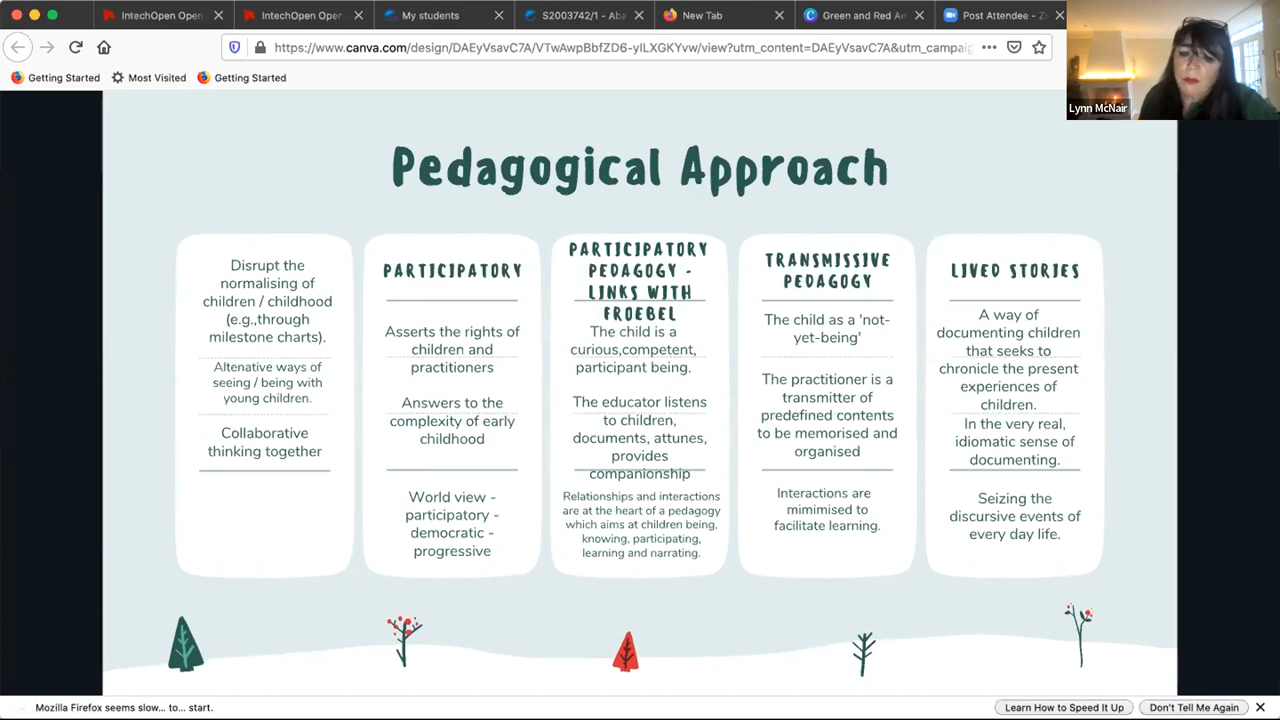 IntechOpen Open
IntechOpen Open
My students
S2003742/1 - Aba
New Tab
Green and Red An
Post Attendee - Z
https://www.canva.com/design/DAEyVsavC7A/VTwAwpBbfZD6-yILXGKYvw/view?utm_content=DAEyVsavC7A&utm_campaig
Getting Started
Most Visited
Getting Started
Lynn McNair
Pedagogical Approach
Disrupt the
normalising of
children / childhood
(e.g.,through
milestone charts).
Altenative ways of
seeing / being with
young children.
Collaborative
thinking together
PARTICIPATORY
Asserts the rights of
children and
practitioners
Answers to the
complexity of early
childhood
World view -
participatory -
democratic -
progressive
PARTICIPATORY
PEDAGOGY -
LINKS WITH
FROEBEL
The child is a
curious,competent,
participant being.
The educator listens
to children,
documents, attunes,
provides
companionship
Relationships and interactions
are at the heart of a pedagogy
which aims at children being,
knowing, participating,
learning and narrating.
TRANSMISSIVE
PEDAGOGY
The child as a 'not-
yet-being'
The practitioner is a
transmitter of
predefined contents
to be memorised and
organised
Interactions are
mimimised to
facilitate learning.
LIVED STORIES
A way of
documenting children
that seeks to
chronicle the present
experiences of
children.
In the very real,
idiomatic sense of
documenting.
Seizing the
discursive events of
every day life.
Mozilla Firefox seems slow... to... start.
Learn How to Speed It Up
Don't Tell Me Again